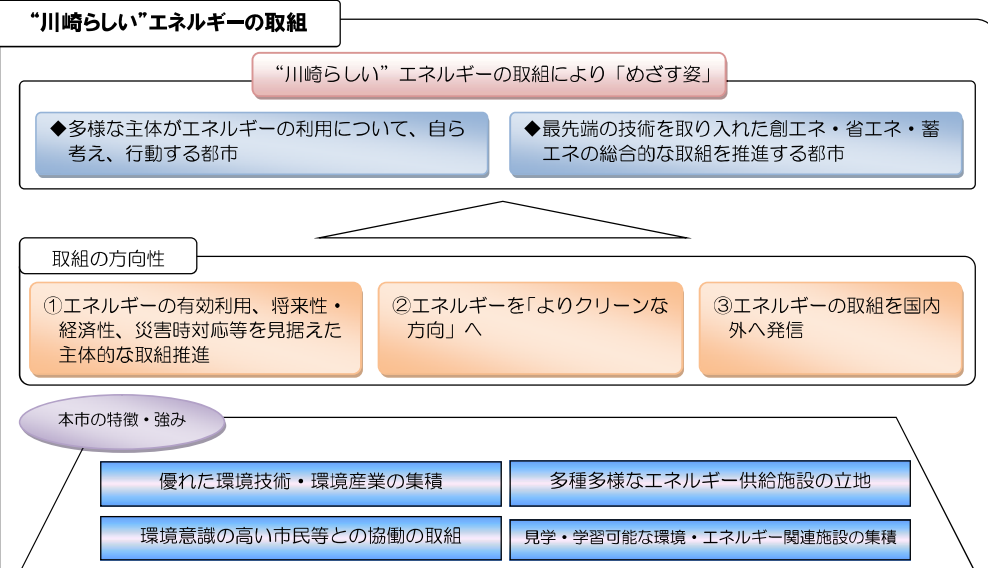 “川崎らしい”エネルギーの取組
“川崎らしい”エネルギーの取組により「めざす姿」
◆多様な主体がエネルギーの利用について、自ら
考え、行動する都市
◆最先端の技術を取り入れた創エネ・省エネ・蓄
エネの総合的な取組を推進する都市
取組の方向性
①エネルギーの有効利用、将来性・
経済性、災害時対応等を見据えた
主体的な取組推進
②エネルギーを「よりクリーンな
方向」へ
③エネルギーの取組を国内
外へ発信
本市の特徴・強み
優れた環境技術・環境産業の集積
多種多様なエネルギー供給施設の立地
環境意識の高い市民等との協働の取組
見学・学習可能な環境・エネルギー関連施設の集積